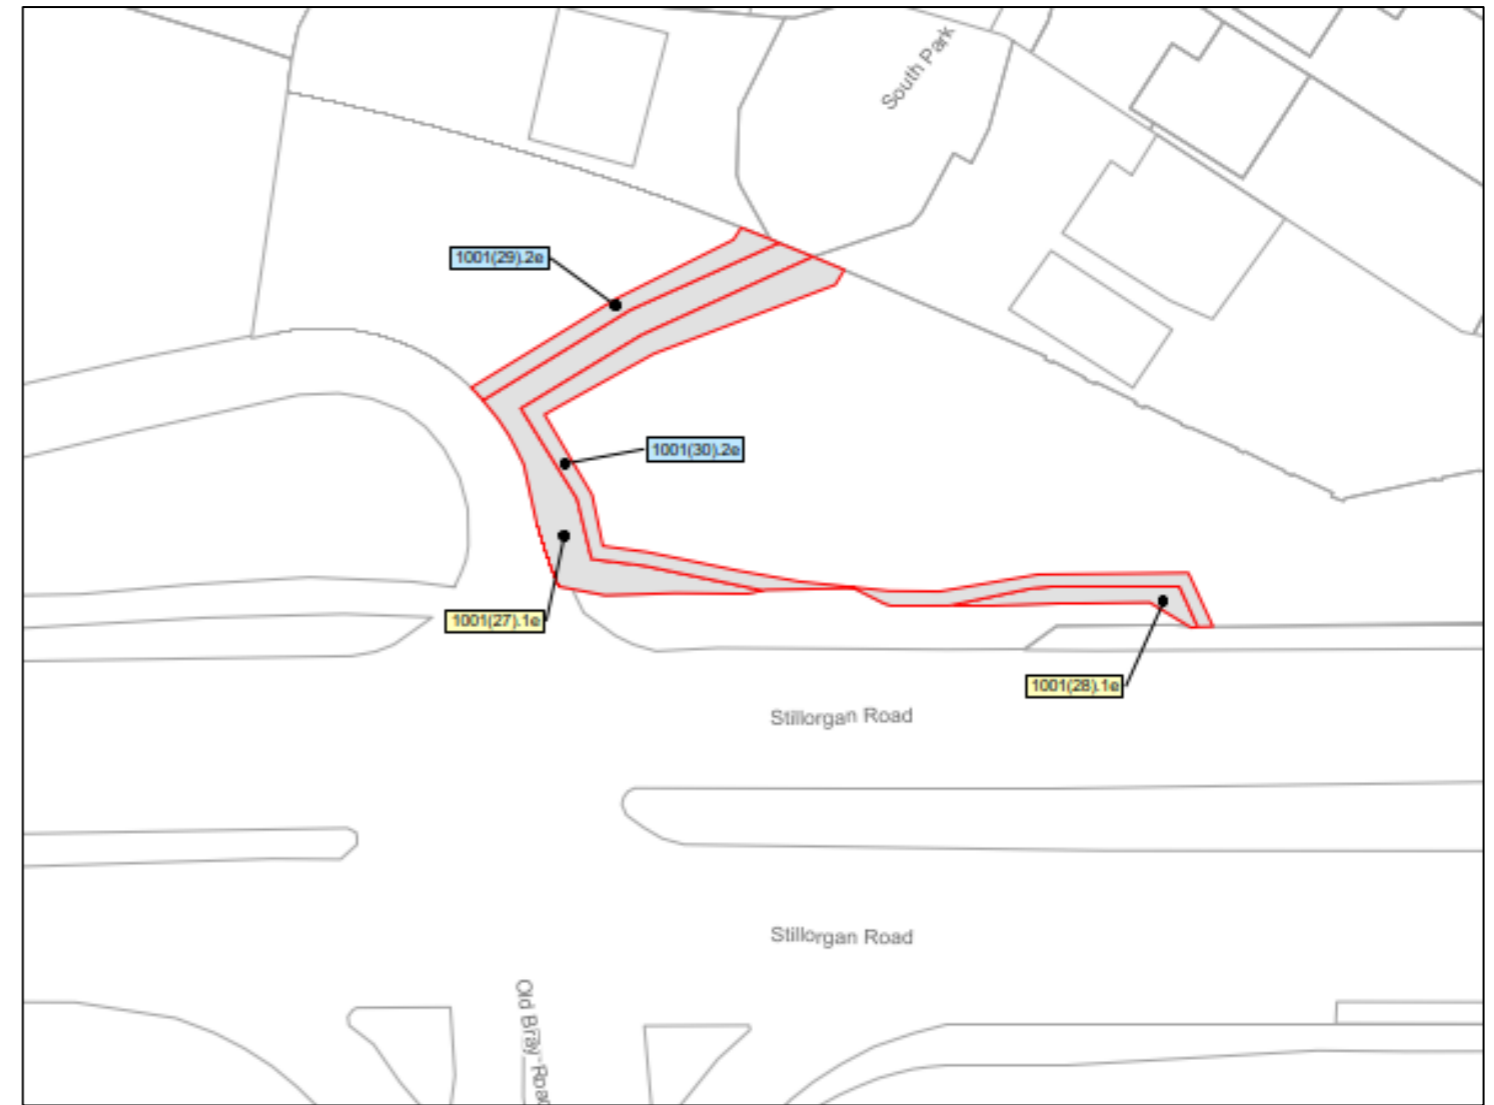 South Park
1001(29).2e
1001(30).2e
1001(27).1e
1001(28).1e
Stillorgan Road
Stillorgan Road
Old Bray Road